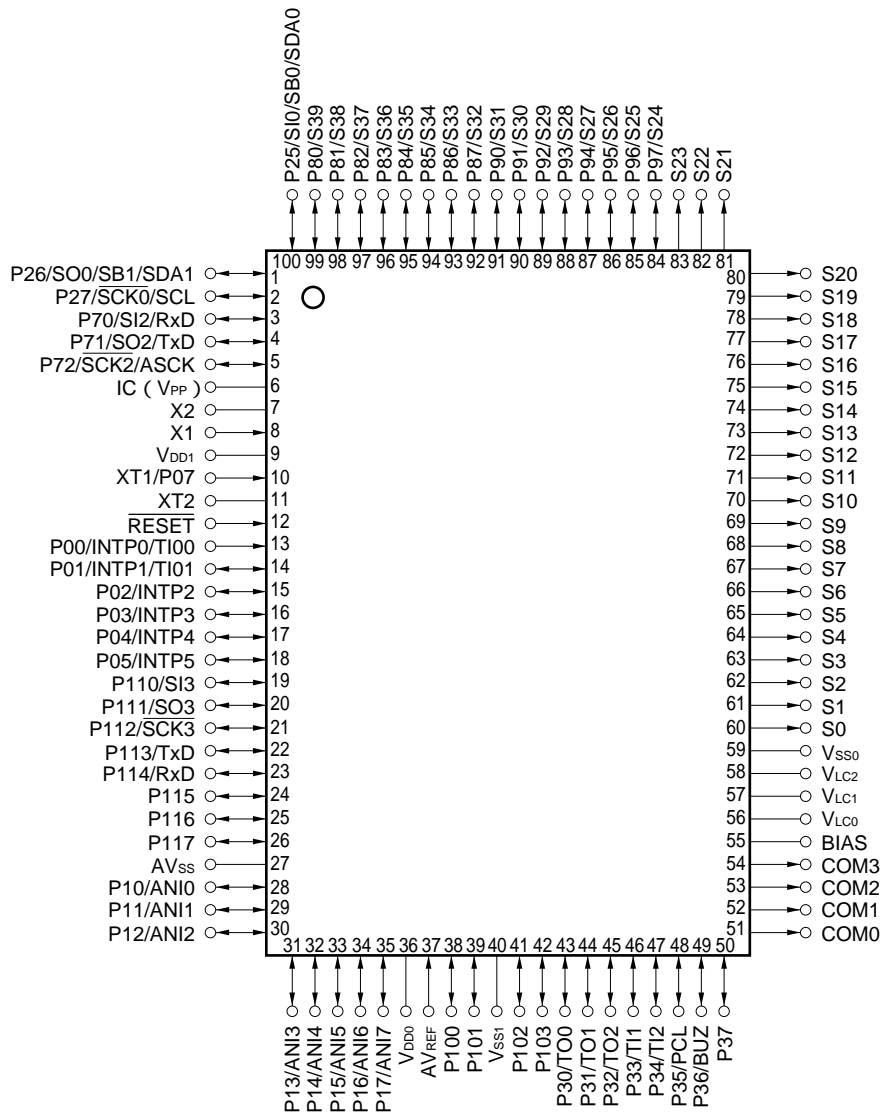 P25/SI0/SB0/SDA0
P80/S39
P81/S38
P82/S37
P83/S36
P84/S35
P85/S34
P86/S33
P87/S32
P90/S31
P91/S30
P92/S29
P93/S28
P94/S27
P95/S26
P96/S25
P97/S24
S23
S22
S21
100 99 98 97 96 95 94 93 92 91 90 89 88 87 86 85 84 83 82 81
P26/SO0/SB1/SDA1 1 80 S20
P27/SCK0/SCL 2 79 S19
P70/SI2/RxD 3 78 S18
P71/SO2/TxD 4 77 S17
P72/SCK2/ASCK 5 76 S16
IC (VPP) 6 75 S15
X2 7 74 S14
X1 8 73 S13
VDD1 9 72 S12
XT1/P07 10 71 S11
XT2 11 70 S10
RESET 12 69 S9
P00/INTP0/TI00 13 68 S8
P01/INTP1/TI01 14 67 S7
P02/INTP2 15 66 S6
P03/INTP3 16 65 S5
P04/INTP4 17 64 S4
P05/INTP5 18 63 S3
P110/SI3 19 62 S2
P111/SO3 20 61 S1
P112/SCK3 21 60 S0
P113/TxD 22 59 VSS0
P114/RxD 23 58 VLC2
P115 24 57 VLC1
P116 25 56 VLC0
P117 26 55 BIAS
AVSS 27 54 COM3
P10/ANI0 28 53 COM2
P11/ANI1 29 52 COM1
P12/ANI2 30 51 COM0
31 32 33 34 35 36 37 38 39 40 41 42 43 44 45 46 47 48 49 50
P13/ANI3
P14/ANI4
P15/ANI5
P16/ANI6
P17/ANI7
VDD0
AVREF
P100
P101
VSS1
P102
P103
P30/TO0
P31/TO1
P32/TO2
P33/TI1
P34/TI2
P35/PCL
P36/BUZ
P37